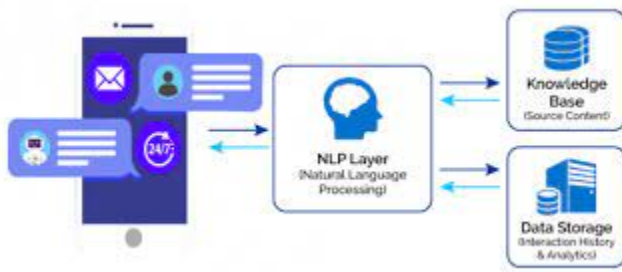 24/7
NLP Layer
(Natural Language
Processing)
Knowledge
Base
(Source Content)
Data Storage
(Interaction History
& Analytics)